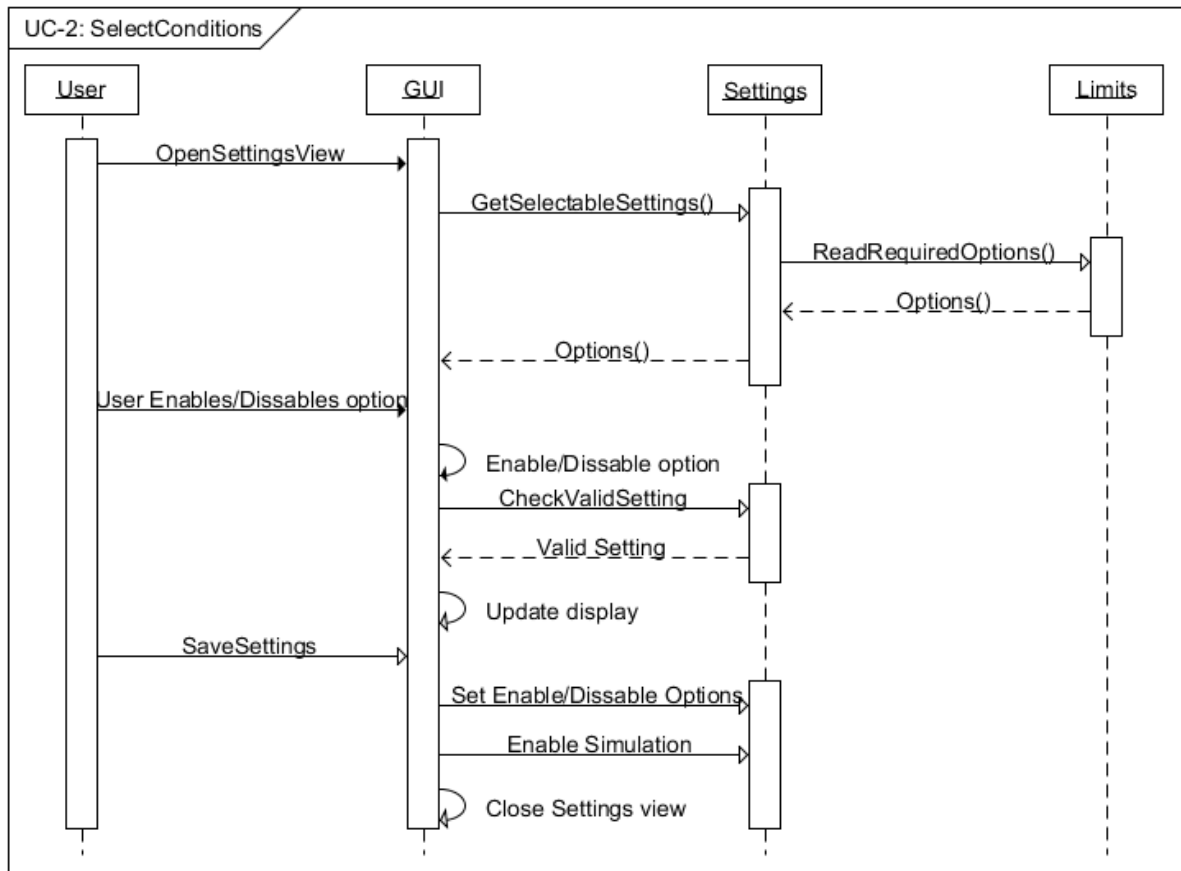 UC-2: SelectConditions
User
GUI
Settings
Limits
OpenSettingsView
GetSelectableSettings()
ReadRequiredOptions()
Options()
Options()
User Enables/Dissables option
Enable/Dissable option
CheckValidSetting
Valid Setting
Update display
SaveSettings
Set Enable/Dissable Options
Enable Simulation
Close Settings view